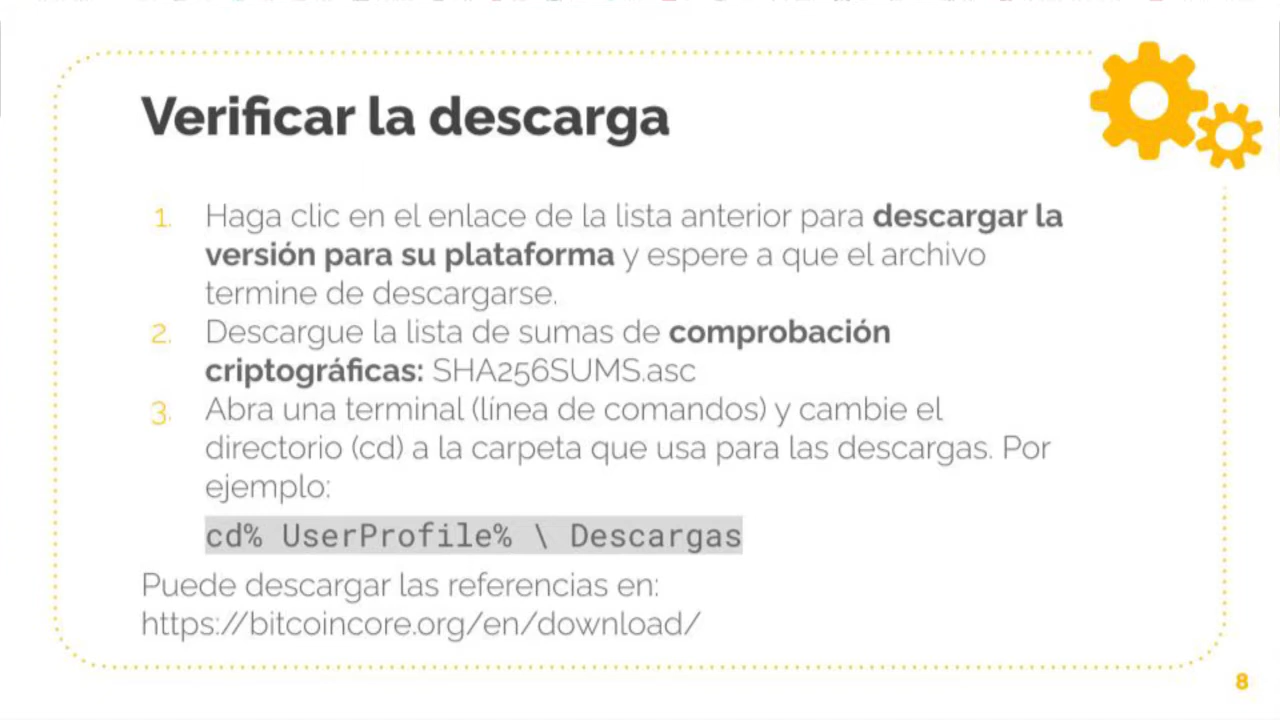 Verificar la descarga
1. Haga clic en el enlace de la lista anterior para descargar la
versión para su plataforma y espere a que el archivo
termine de descargarse.
2. Descargue la lista de sumas de comprobación
criptográficas: SHA256SUMS.asc
3. Abra una terminal (línea de comandos) y cambie el
directorio (cd) a la carpeta que usa para las descargas. Por
ejemplo:
cd% UserProfile% \ Descargas
Puede descargar las referencias en:
https://bitcoincore.org/en/download/
8